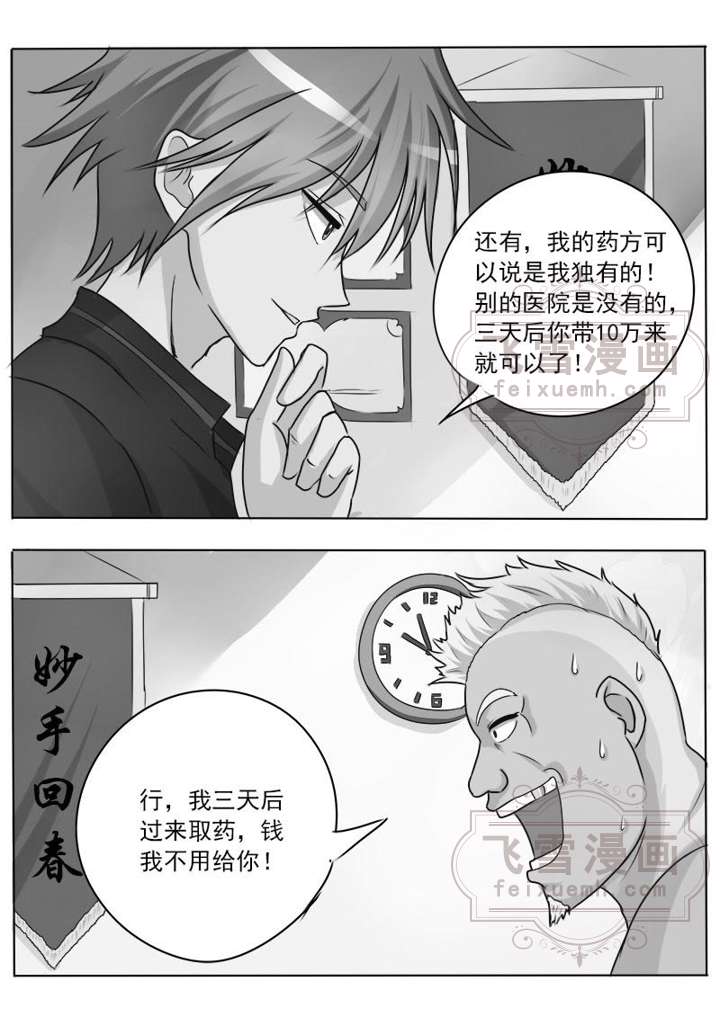 还有，我的药方可
以说是我独有的！
别的医院是没有的，
三天后你带10万来
就可以了！
飞雪漫画
feixuemh.com
12
9
6
妙
手
回
春
行，我三天后
过来取药，钱
我不用给你！
飞雪漫画
feixuemh.com